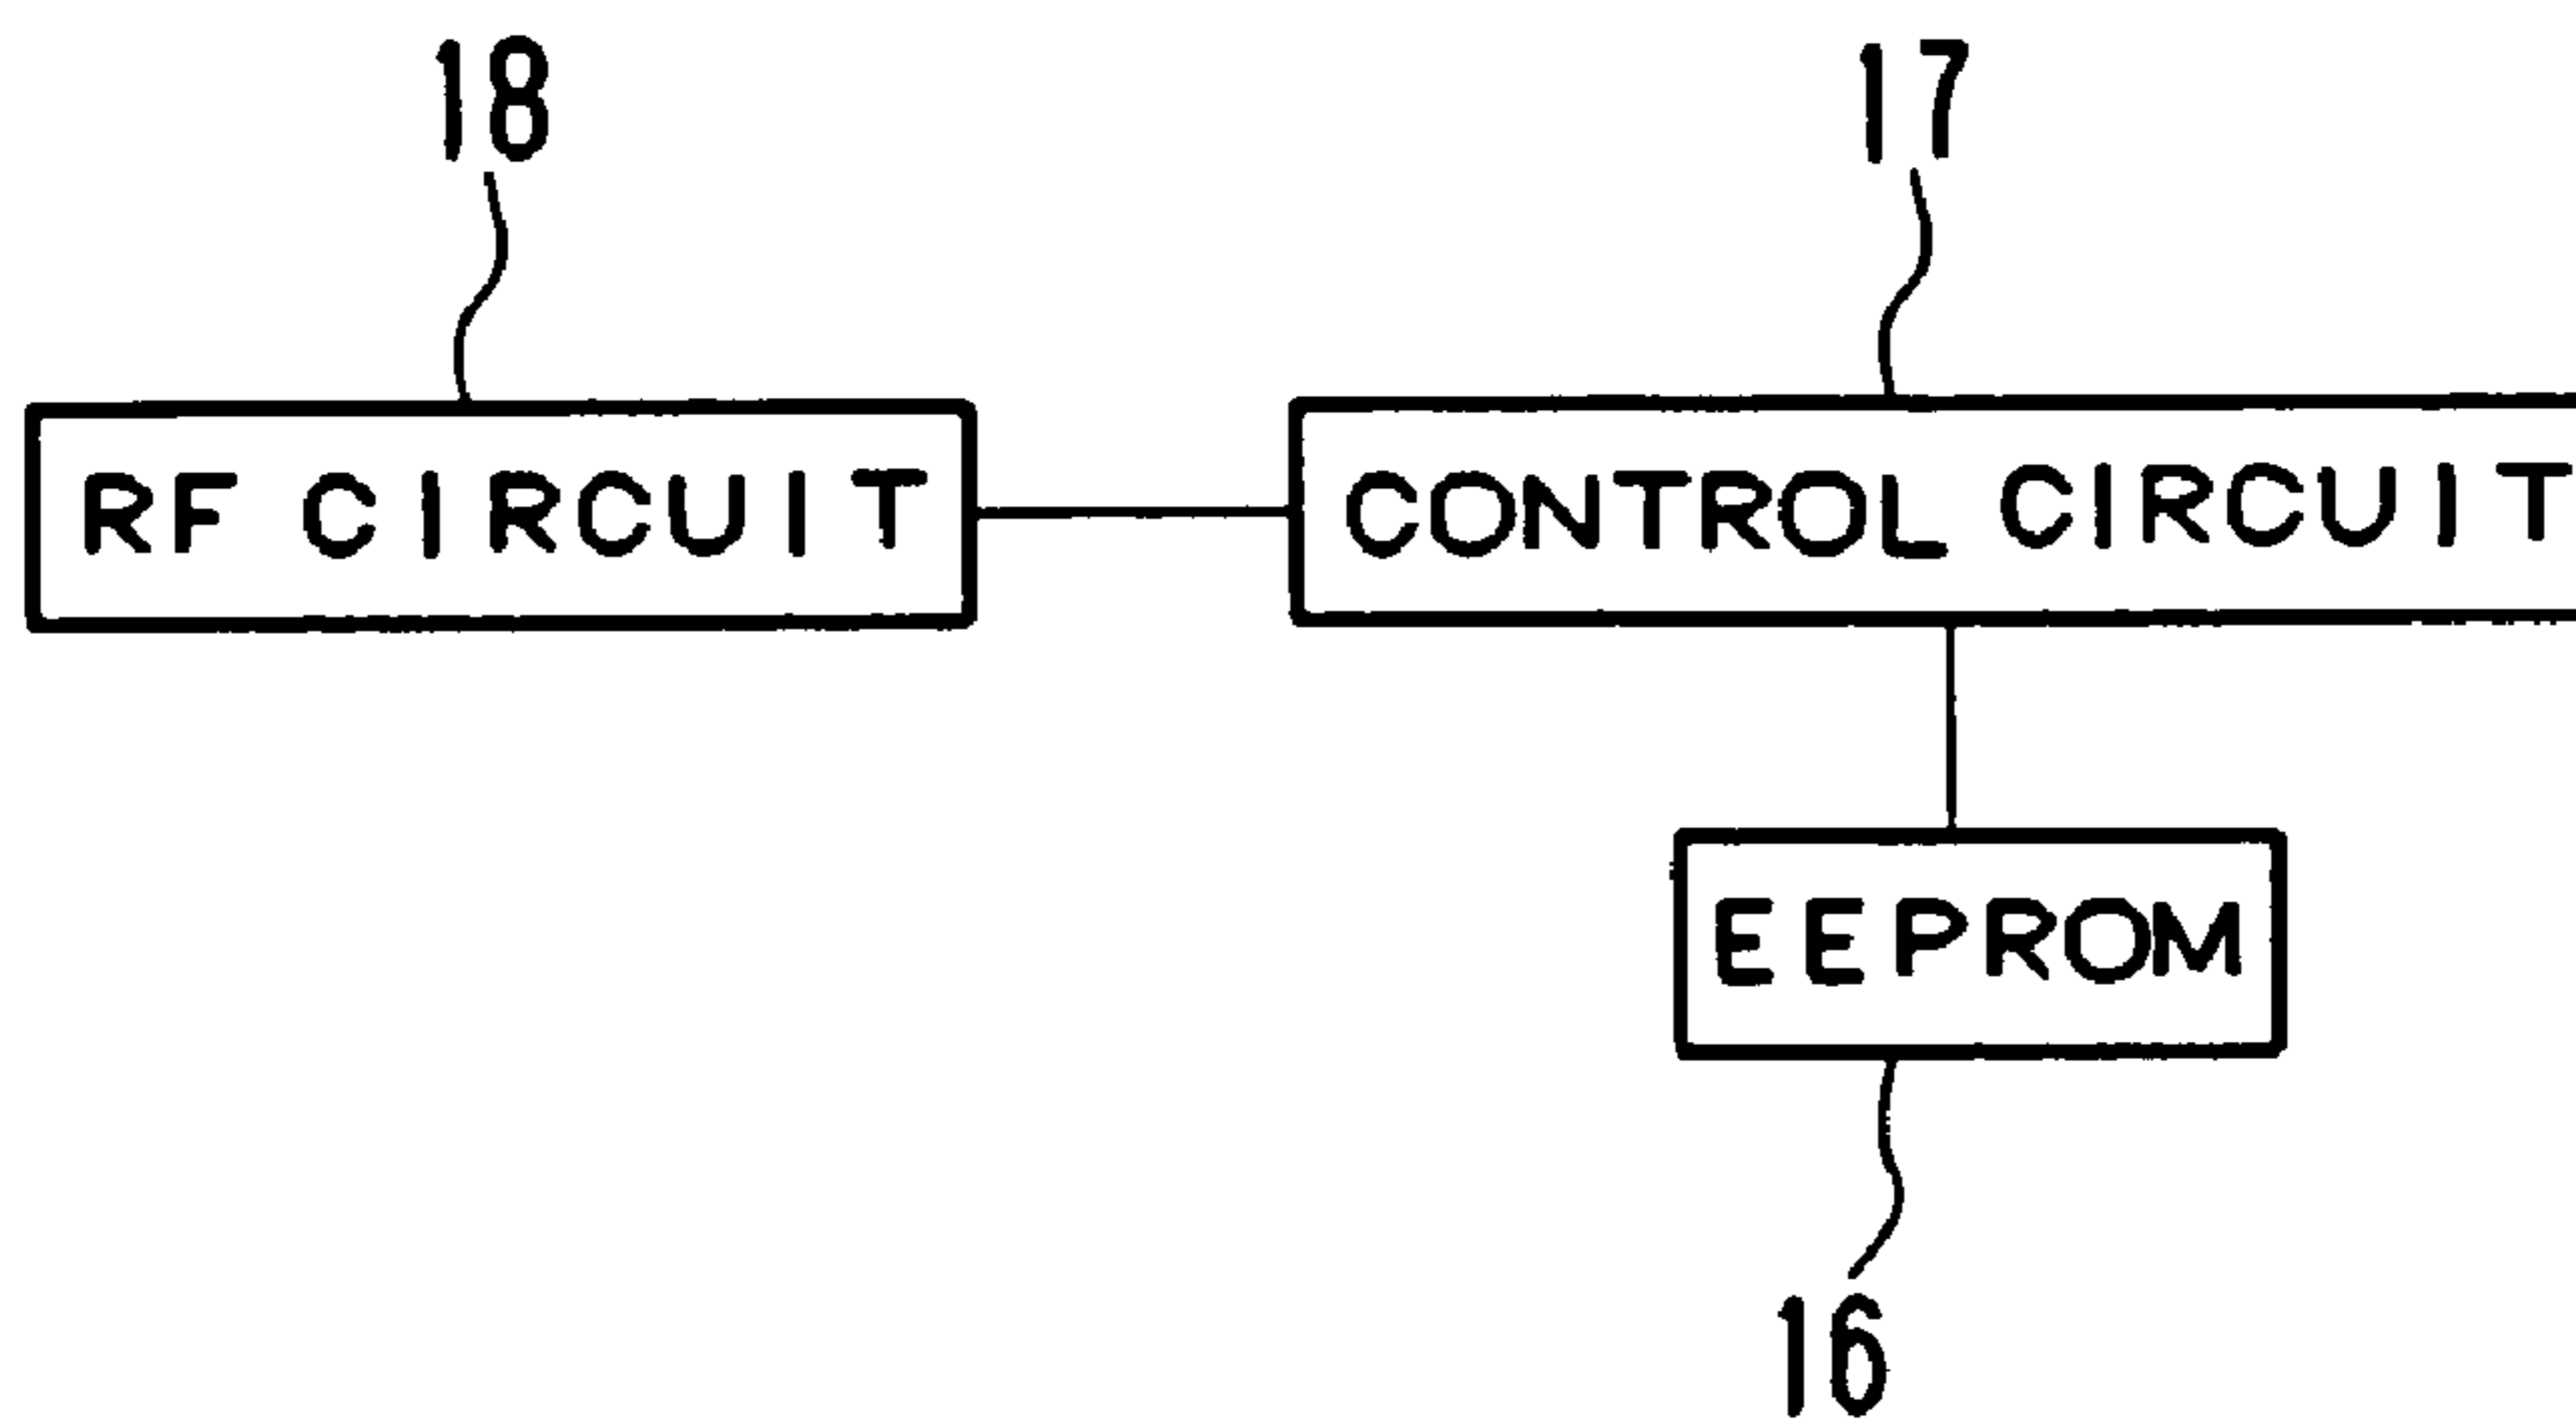 18
17
RF CIRCUIT
CONTROL CIRCUIT
EEPROM
16